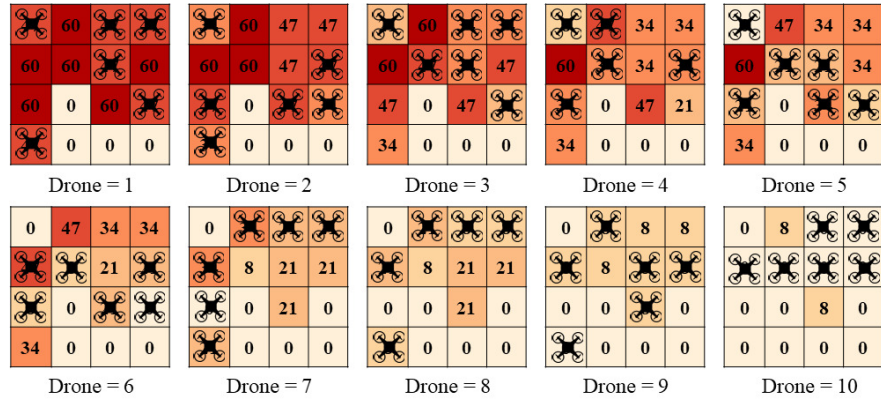 60
60 60 60
60 0 60
0 0 0
Drone = 1
60 47 47
60 60 47
0
0 0 0
Drone = 2
60
60 47
47 0 47
34 0 0 0
Drone = 3
34 34
60 34
0 47 21
34 0 0 0
Drone = 4
47 34 34
60 34
0
34 0 0 0
Drone = 5
0 47 34 34
21
0
34 0 0 0
Drone = 6
0
8 21 21
0 21 0
0 0 0
Drone = 7
0
8 21 21
0 0 21 0
0 0 0
Drone = 8
0 8 8
8
0 0 0
0 0 0
Drone = 9
0 8
0 0 8 0
0 0 0 0
Drone = 10